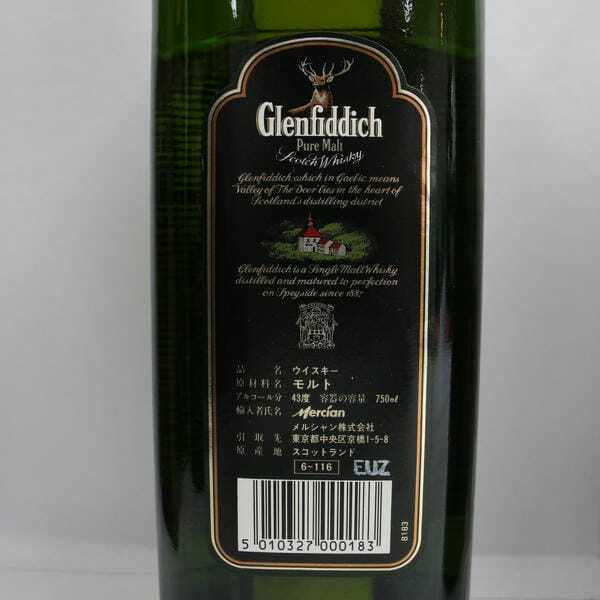 Glenfiddich
Pure Malt
Scotch Whisky
Glenfiddich, which in Gaelic means
Valley of The Deer lies in the heart of
Scotland's distilling district
Glenfiddich is a Single Malt Whisky
distilled and matured to perfection
on Speyside since 1887
品 名 ウイスキー
原材料名 モルト
アルコール分 43度 容器の容量 750ml
輸入者氏名 Mercian
メルシャン株式会社
引取先 東京都中央区京橋1-5-8
原産地 スコットランド
6-116 EUZ
5 010327 000183
8183